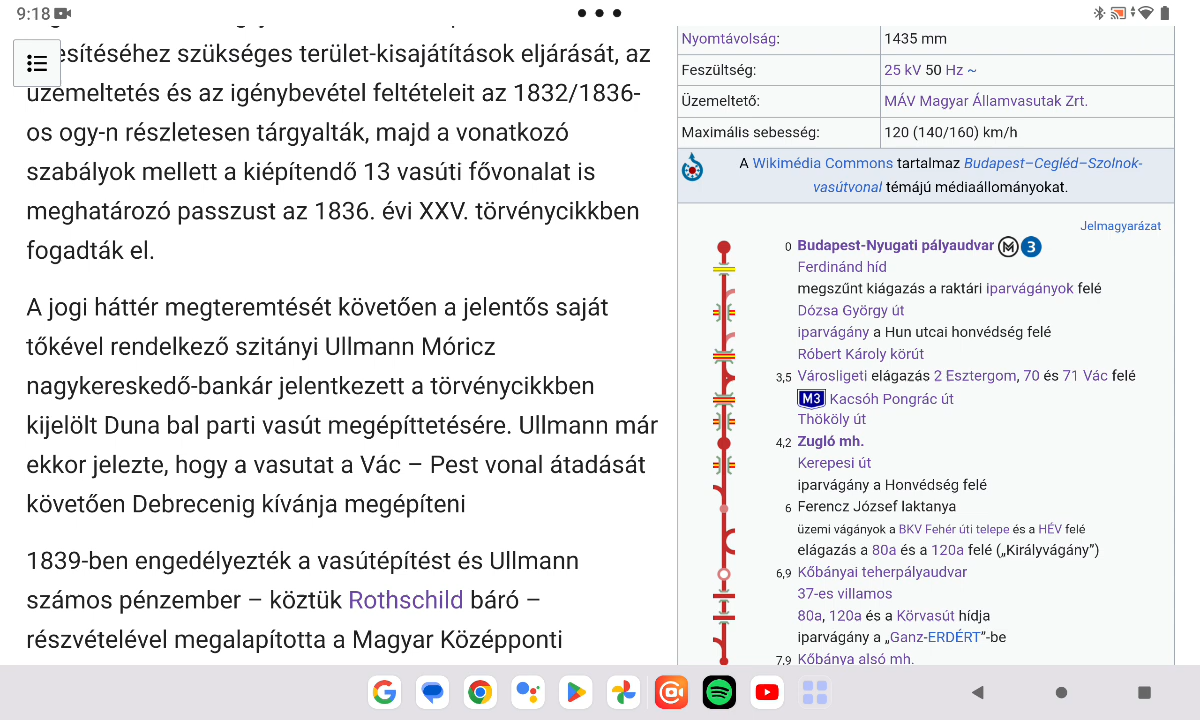 9:18
esítéséhez szükséges terület-kisajátítások eljárását, az
üzemeltetés és az igénybevétel feltételeit az 1832/1836-
os ogy-n részletesen tárgyalták, majd a vonatkozó
szabályok mellett a kiépítendő 13 vasúti fővonalat is
meghatározó passzust az 1836. évi XXV. törvénycikkben
fogadták el.
A jogi háttér megteremtését követően a jelentős saját
tőkével rendelkező szitányi Ullmann Móricz
nagykereskedő-bankár jelentkezett a törvénycikkben
kijelölt Duna bal parti vasút megépíttetésére. Ullmann már
ekkor jelezte, hogy a vasutat a Vác – Pest vonal átadását
követően Debrecenig kívánja megépíteni
1839-ben engedélyezték a vasútépítést és Ullmann
számos pénzember – köztük Rothschild báró –
részvételével megalapította a Magyar Középponti
Nyomtávolság: 1435 mm
Feszültség: 25 kV 50 Hz ~
Üzemeltető: MÁV Magyar Államvasutak Zrt.
Maximális sebesség: 120 (140/160) km/h
A Wikimédia Commons tartalmaz Budapest–Cegléd–Szolnok-
vasútvonal témájú médiaállományokat.
Jelmagyarázat
0 Budapest-Nyugati pályaudvar M 3
Ferdinánd híd
megszűnt kiágazás a raktári iparvágányok felé
Dózsa György út
iparvágány a Hun utcai honvédség felé
Róbert Károly körút
3,5 Városligeti elágazás 2 Esztergom, 70 és 71 Vác felé
M3 Kacsóh Pongrác út
Thököly út
4,2 Zugló mh.
Kerepesi út
iparvágány a Honvédség felé
6 Ferencz József laktanya
üzemi vágányok a BKV Fehér úti telepe és a HÉV felé
elágazás a 80a és a 120a felé („Királyvágány”)
6,9 Kőbányai teherpályaudvar
37-es villamos
80a, 120a és a Körvasút hídja
iparvágány a „Ganz-ERDÉRT”-be
7,9 Kőbánya alsó mh.